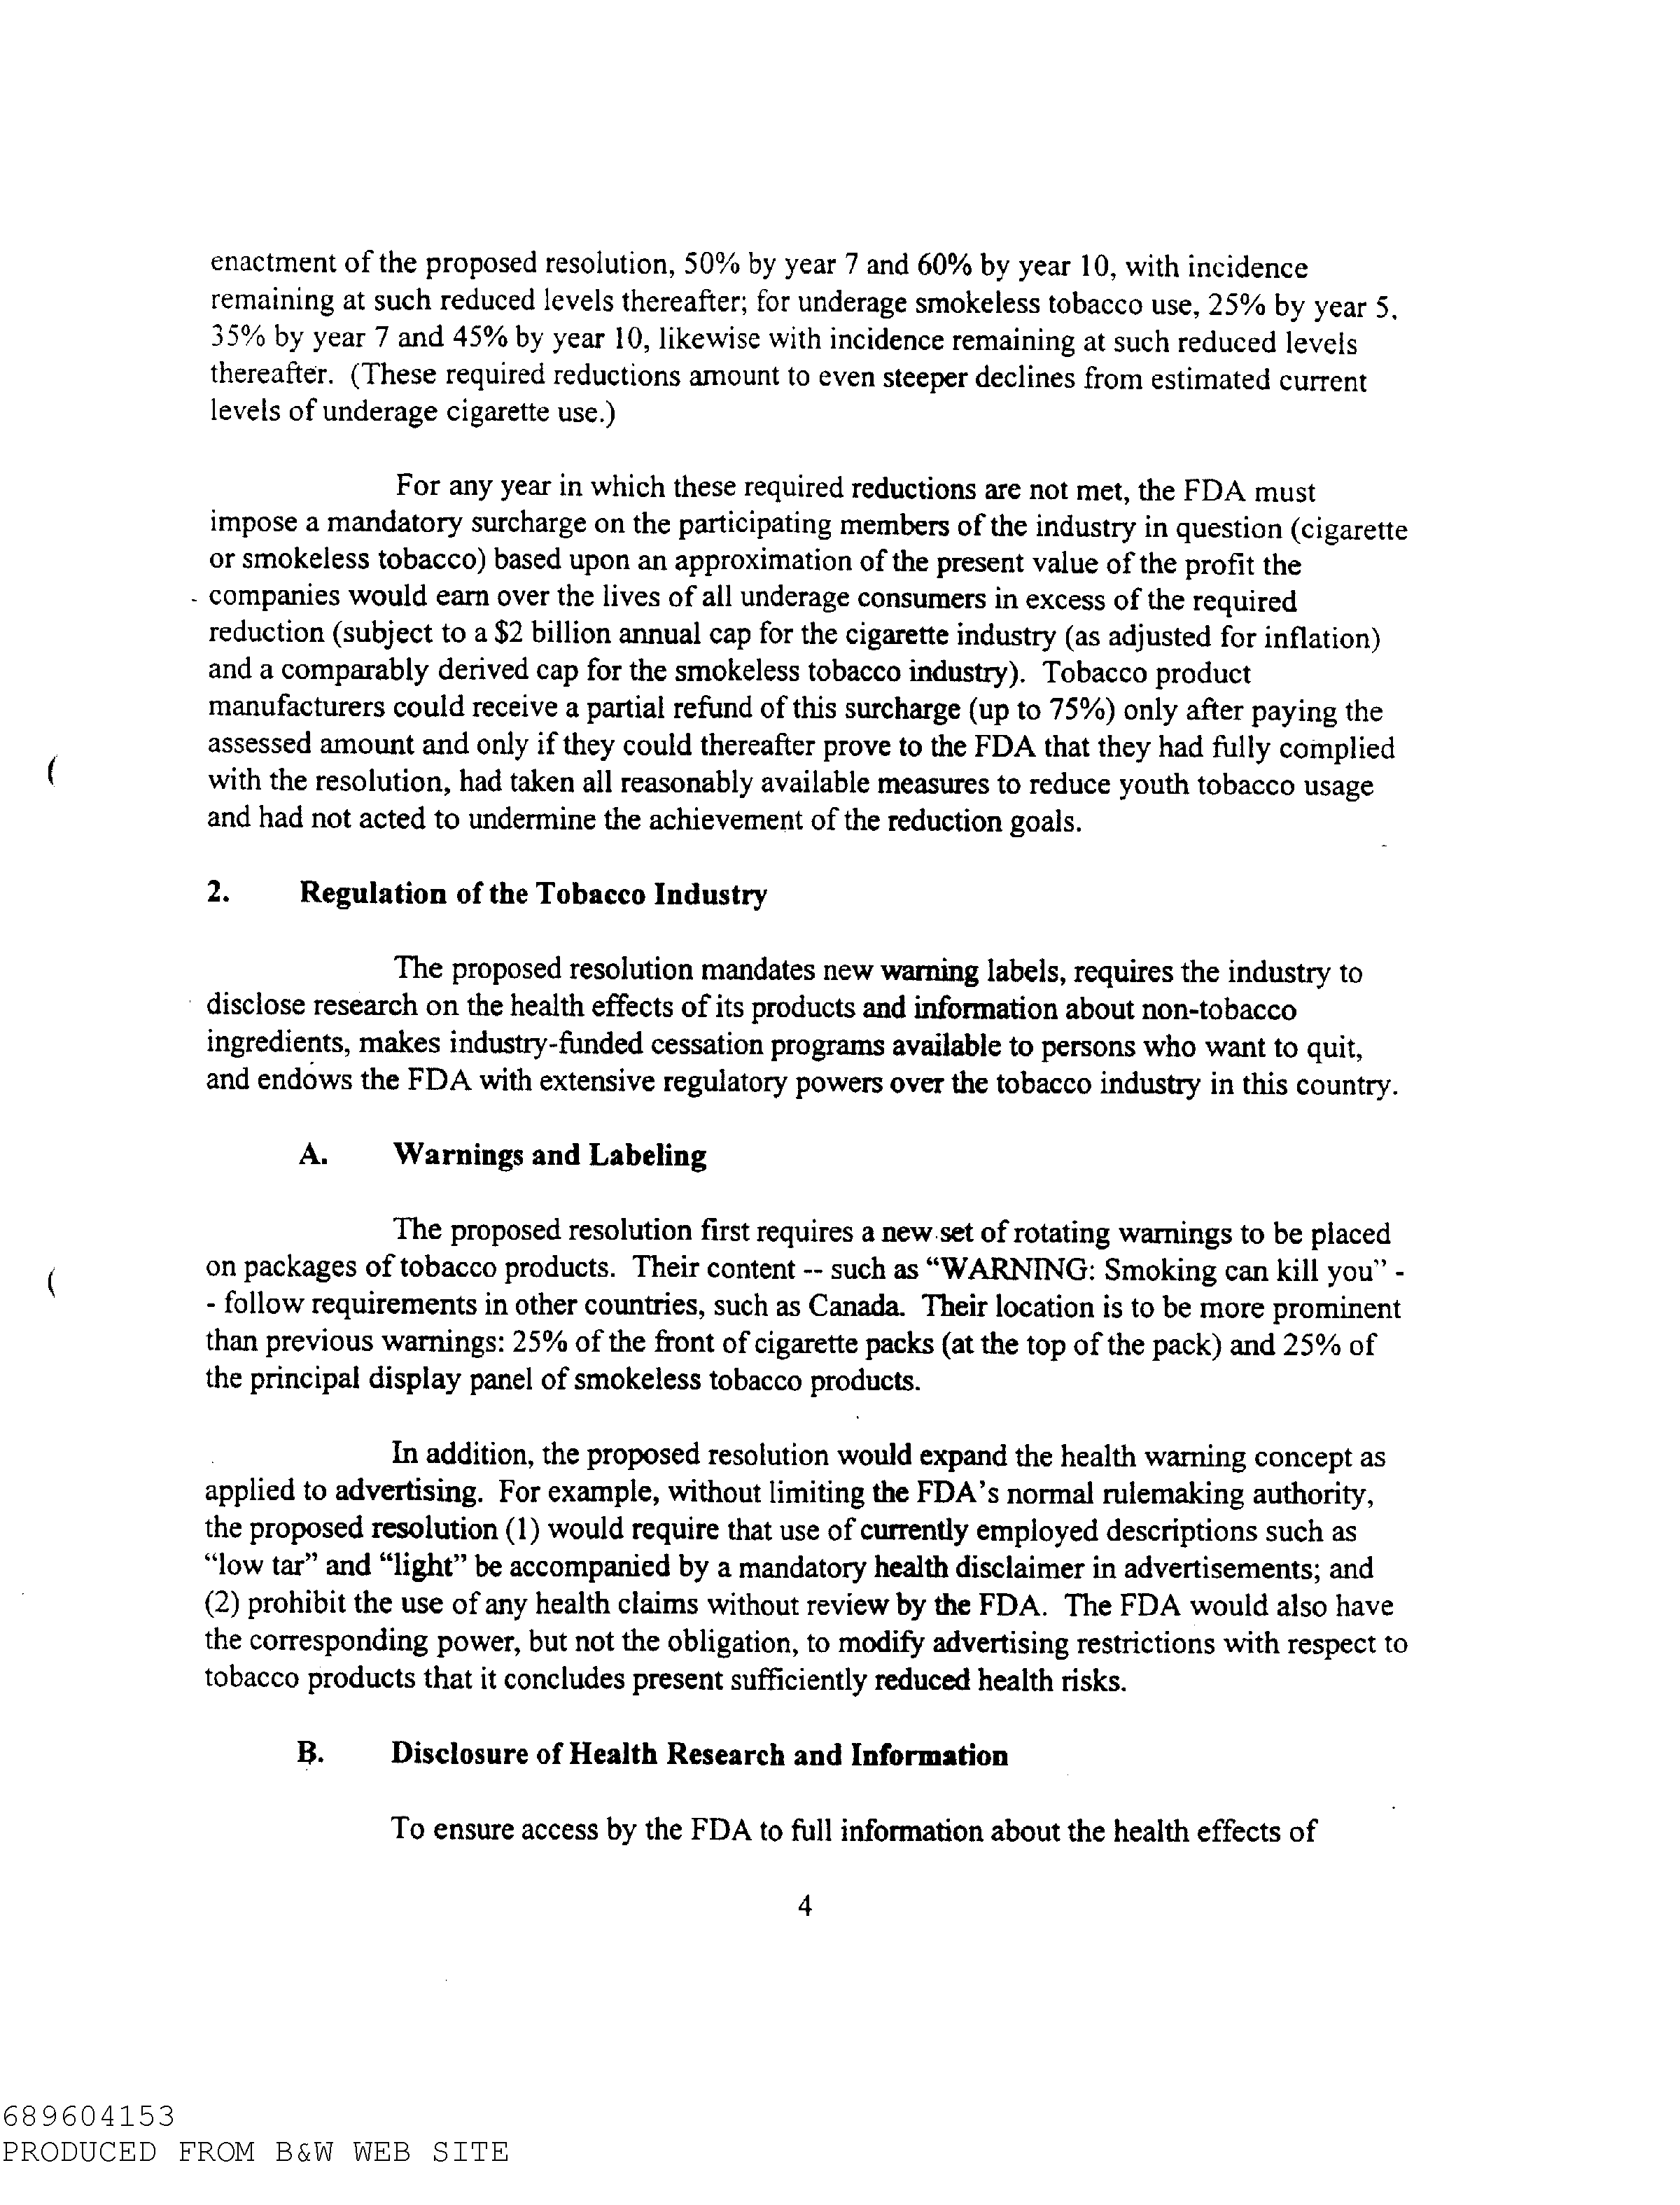 enactment of the proposed resolution, 50% by year 7 and 60% by year 10, with incidence
remaining at such reduced levels thereafter; for underage smokeless tobacco use, 25% by year 5,
35% by year 7 and 45% by year 10, likewise with incidence remaining at such reduced levels
thereafter. (These required reductions amount to even steeper declines from estimated current
levels of underage cigarette use.)
For any year in which these required reductions are not met, the FDA must
impose a mandatory surcharge on the participating members of the industry in question (cigarette
or smokeless tobacco) based upon an approximation of the present value of the profit the
companies would earn over the lives of all underage consumers in excess of the required
reduction (subject to a $2 billion annual cap for the cigarette industry (as adjusted for inflation)
and a comparably derived cap for the smokeless tobacco industry). Tobacco product
manufacturers could receive a partial refund of this surcharge (up to 75%) only after paying the
assessed amount and only if they could thereafter prove to the FDA that they had fully complied
with the resolution, had taken all reasonably available measures to reduce youth tobacco usage
and had not acted to undermine the achievement of the reduction goals.
2. Regulation of the Tobacco Industry
The proposed resolution mandates new warning labels, requires the industry to
disclose research on the health effects of its products and information about non-tobacco
ingredients, makes industry-funded cessation programs available to persons who want to quit,
and endows the FDA with extensive regulatory powers over the tobacco industry in this country.
A. Warnings and Labeling
The proposed resolution first requires a new set of rotating warnings to be placed
on packages of tobacco products. Their content -- such as “WARNING: Smoking can kill you” -
- follow requirements in other countries, such as Canada. Their location is to be more prominent
than previous warnings: 25% of the front of cigarette packs (at the top of the pack) and 25% of
the principal display panel of smokeless tobacco products.
In addition, the proposed resolution would expand the health warning concept as
applied to advertising. For example, without limiting the FDA’s normal rulemaking authority,
the proposed resolution (1) would require that use of currently employed descriptions such as
“low tar” and “light” be accompanied by a mandatory health disclaimer in advertisements; and
(2) prohibit the use of any health claims without review by the FDA. The FDA would also have
the corresponding power, but not the obligation, to modify advertising restrictions with respect to
tobacco products that it concludes present sufficiently reduced health risks.
B. Disclosure of Health Research and Information
To ensure access by the FDA to full information about the health effects of
4
689604153
PRODUCED FROM B&W WEB SITE